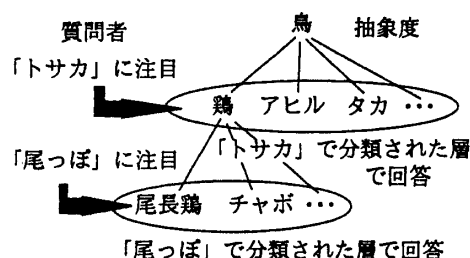 質問者
鳥
抽象度
「トサカ」に注目
鶏 アヒル タカ ・・・
「尾っぽ」に注目
「トサカ」で分類された層
で回答
尾長鶏 チャボ ・・・
「尾っぽ」で分類された層で回答